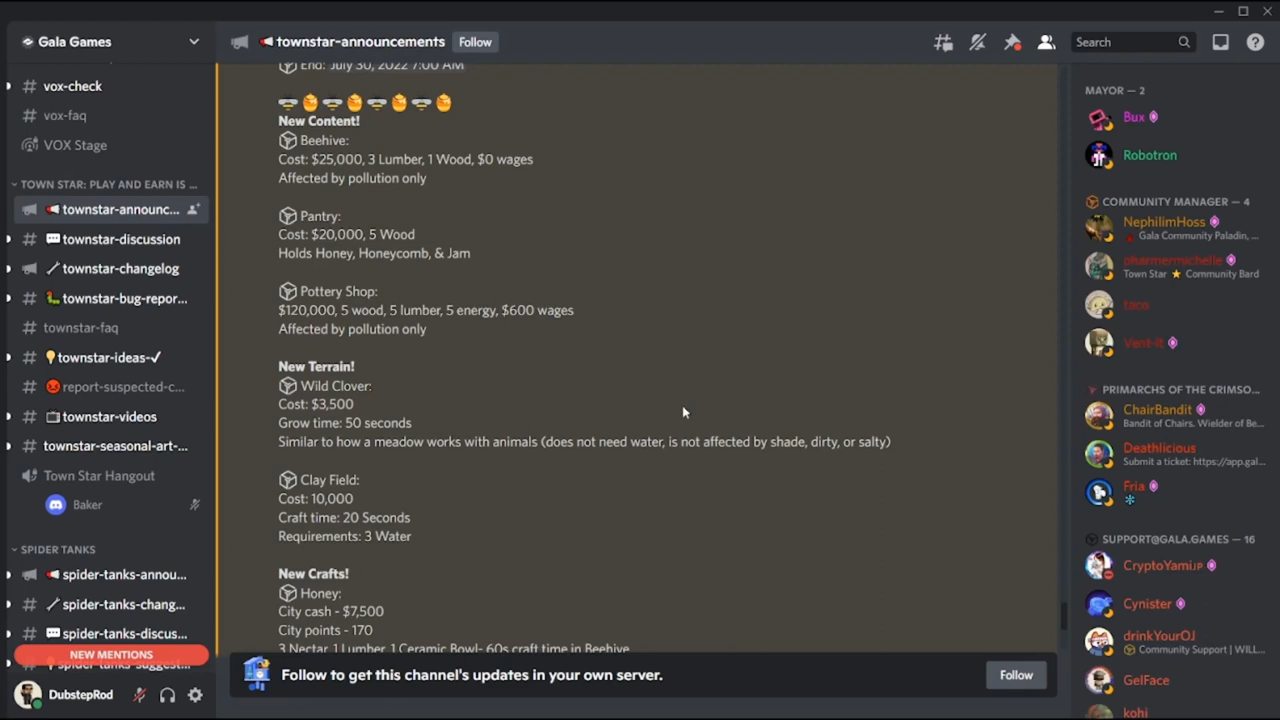 Gala Games
townstar-announcements
Follow
Search
vox-check
vox-faq
VOX Stage
TOWN STAR: PLAY AND EARN IS ...
townstar-announc...
townstar-discussion
townstar-changelog
townstar-bug-repor...
townstar-faq
townstar-ideas-✓
report-suspected-c...
townstar-videos
townstar-seasonal-art-...
Town Star Hangout
Baker
SPIDER TANKS
spider-tanks-annou...
spider-tanks-chang...
spider-tanks-discus...
NEW MENTIONS
spider-tanks-suggest...
DubstepRod
End: July 30, 2022 7:00 AM
New Content!
Beehive:
Cost: $25,000, 3 Lumber, 1 Wood, $0 wages
Affected by pollution only
Pantry:
Cost: $20,000, 5 Wood
Holds Honey, Honeycomb, & Jam
Pottery Shop:
$120,000, 5 wood, 5 lumber, 5 energy, $600 wages
Affected by pollution only
New Terrain!
Wild Clover:
Cost: $3,500
Grow time: 50 seconds
Similar to how a meadow works with animals (does not need water, is not affected by shade, dirty, or salty)
Clay Field:
Cost: 10,000
Craft time: 20 Seconds
Requirements: 3 Water
New Crafts!
Honey:
City cash - $7,500
City points - 170
3 Nectar, 1 Lumber, 1 Ceramic Bowl- 60s craft time in Beehive
Follow to get this channel's updates in your own server.
Follow
MAYOR — 2
Bux
Robotron
COMMUNITY MANAGER — 4
NephilimHoss
Gala Community Paladin, ...
pharmermichelle
Town Star ⭐ Community Bard
taco
Vent-it
PRIMARCHS OF THE CRIMSO...
ChairBandit
Bandit of Chairs. Wielder of Be...
Deathlicious
Submit a ticket: https://app.gal...
Fria
SUPPORT@GALA.GAMES — 16
CryptoYamiJP
Cynister
drinkYourOJ
Community Support | WILL...
GelFace
kohi